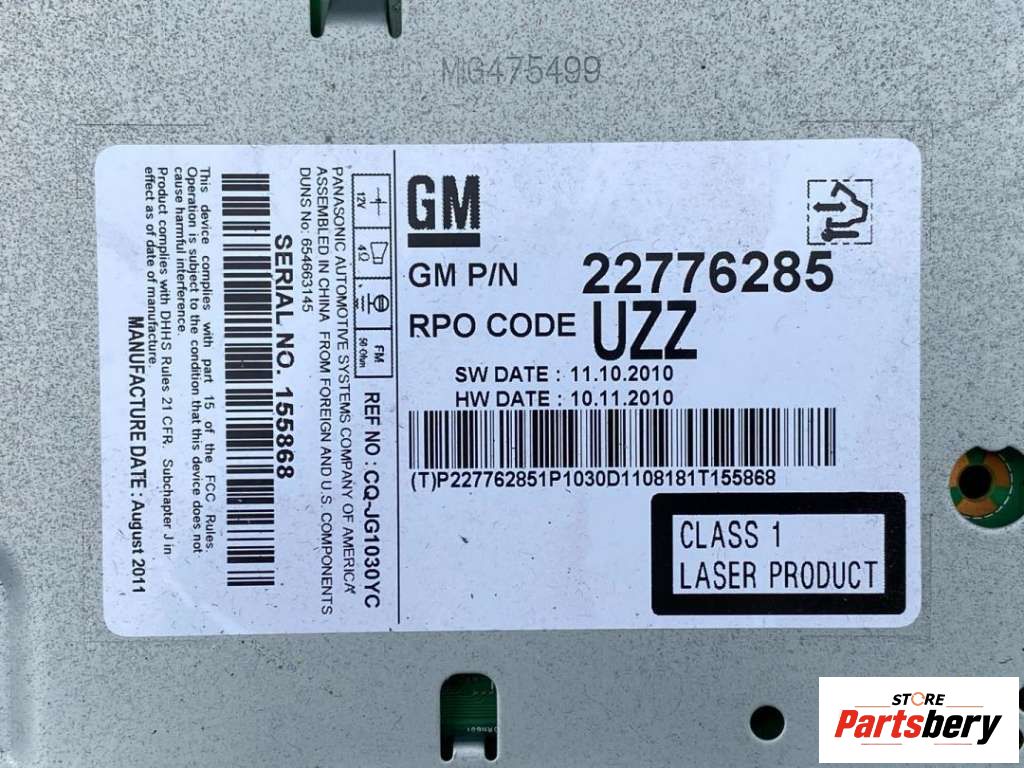 MIG475499
GM
GM P/N 22776285
RPO CODE UZZ
SW DATE : 11.10.2010
HW DATE : 10.11.2010
(T)P227762851P1030D1108181T155868
CLASS 1
LASER PRODUCT
12V 4Ω FM 50 Ohm
REF NO : CQ-JG1030YC
PANASONIC AUTOMOTIVE SYSTEMS COMPANY OF AMERICA
ASSEMBLED IN CHINA FROM FOREIGN AND U.S. COMPONENTS
DUNS No: 654663145
SERIAL NO. 155868
This device complies with part 15 of the FCC Rules,
Operation is subject to the condition that this device does not
cause harmful interference.
Product complies with DHHS Rules 21 CFR. Subchapter J in
effect as of date of manufacture.
MANUFACTURE DATE : August 2011
STORE
Partsbery